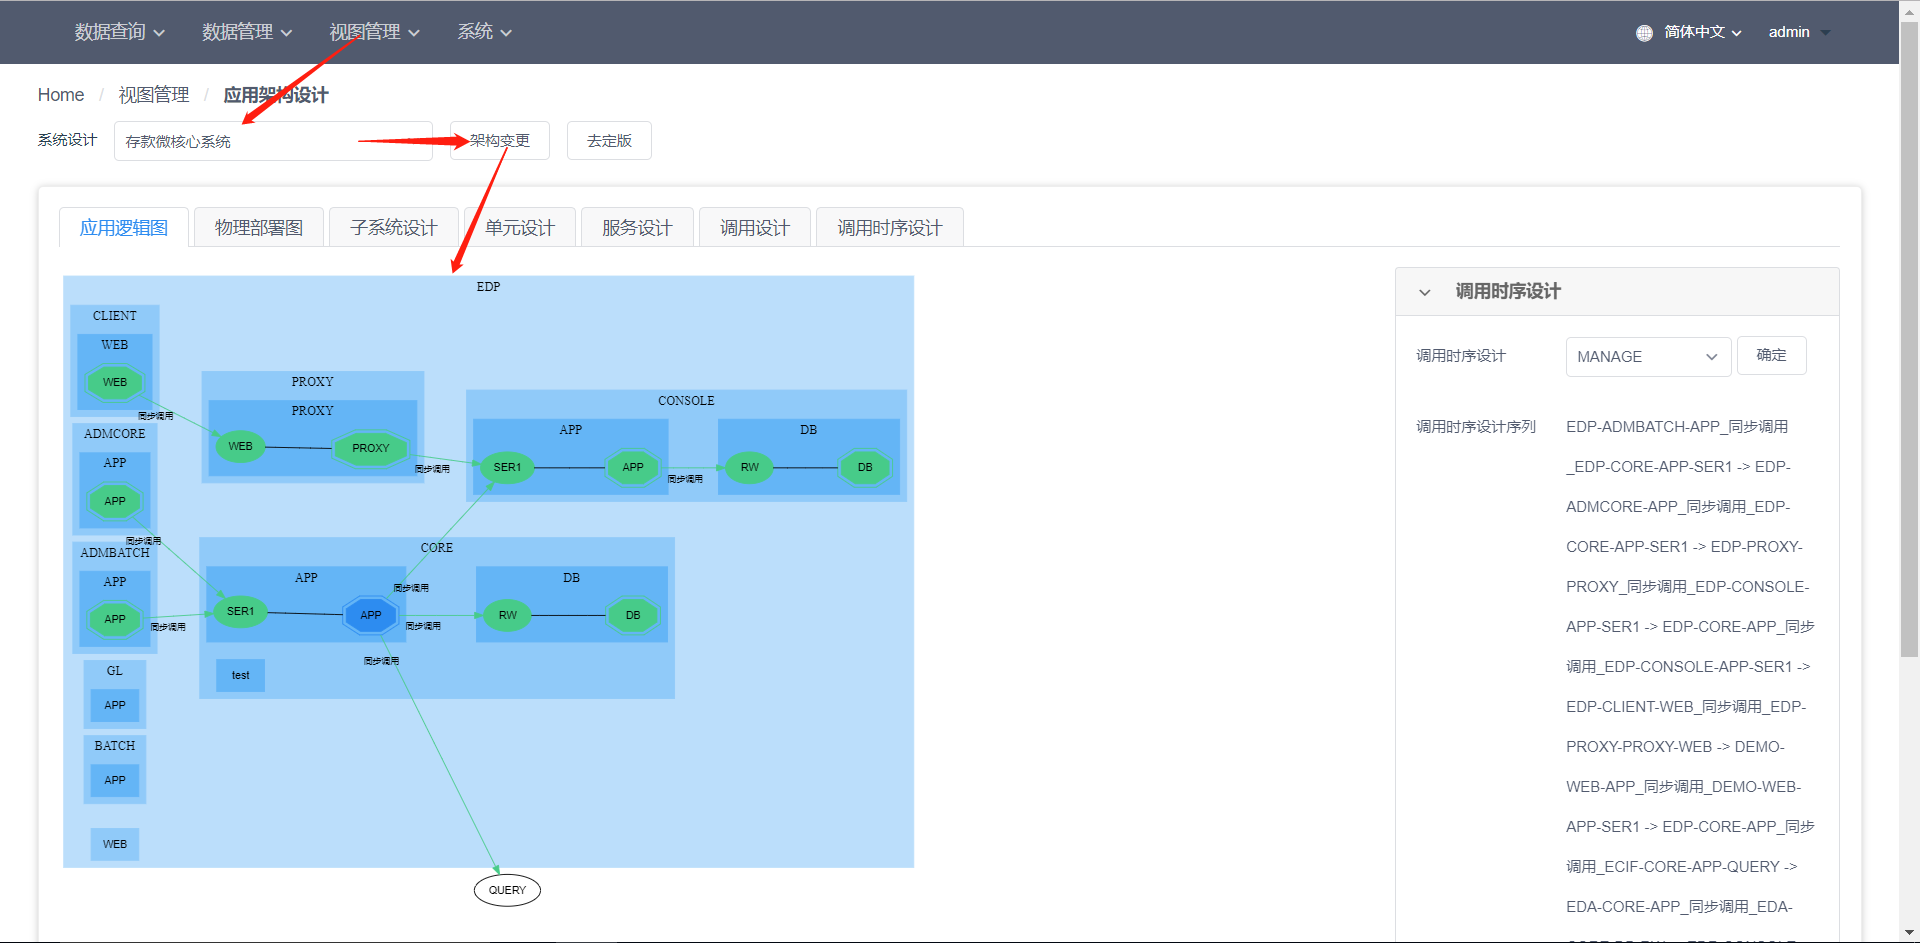 数据查询 数据管理 视图管理 系统 简体中文 admin
Home / 视图管理 / 应用架构设计
系统设计 存款微核心系统 架构变更 去定版
应用逻辑图 物理部署图 子系统设计 单元设计 服务设计 调用设计 调用时序设计
EDP
CLIENT
WEB
WEB
同步调用
PROXY
PROXY
WEB
PROXY
同步调用
CONSOLE
APP
SER1
APP
同步调用
DB
RW
DB
ADMCORE
APP
APP
同步调用
ADMBATCH
APP
APP
同步调用
CORE
APP
SER1
APP
同步调用
同步调用
同步调用
DB
RW
DB
test
GL
APP
BATCH
APP
WEB
QUERY
调用时序设计
调用时序设计 MANAGE 确定
调用时序设计序列 EDP-ADMBATCH-APP_同步调用
_EDP-CORE-APP-SER1 -> EDP-
ADMCORE-APP_同步调用_EDP-
CORE-APP-SER1 -> EDP-PROXY-
PROXY_同步调用_EDP-CONSOLE-
APP-SER1 -> EDP-CORE-APP_同步
调用_EDP-CONSOLE-APP-SER1 ->
EDP-CLIENT-WEB_同步调用_EDP-
PROXY-PROXY-WEB -> DEMO-
WEB-APP_同步调用_DEMO-WEB-
APP-SER1 -> EDP-CORE-APP_同步
调用_ECIF-CORE-APP-QUERY ->
EDA-CORE-APP_同步调用_EDA-